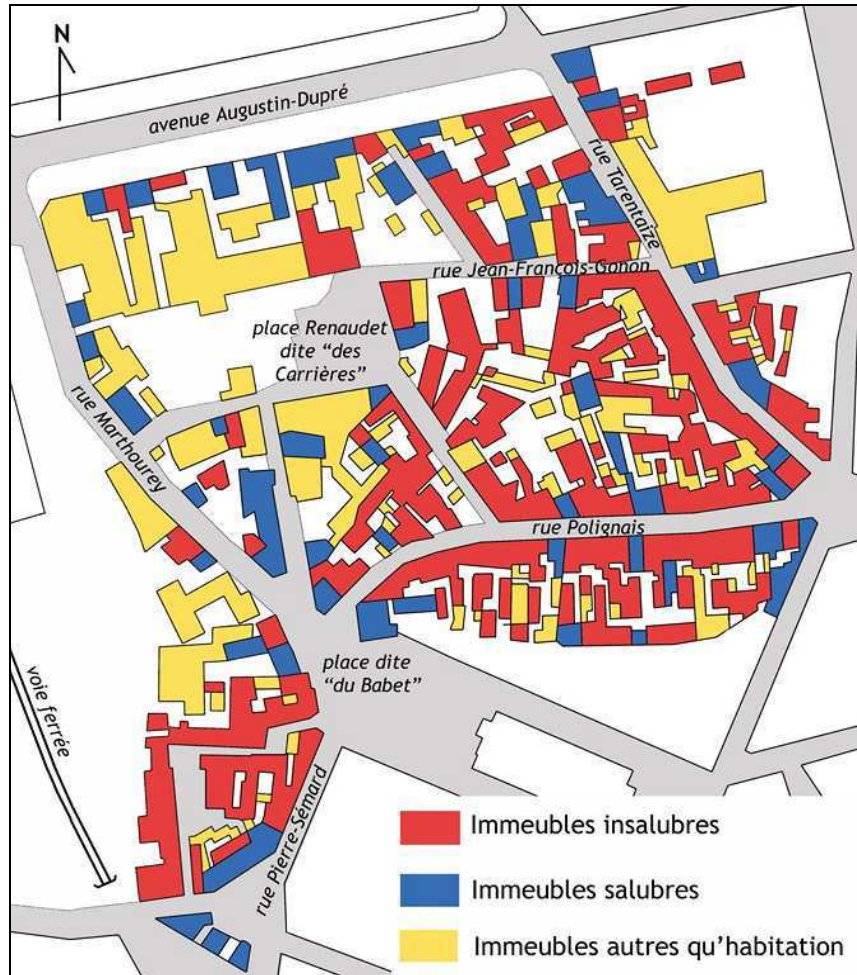 N
avenue Augustin-Dupré
rue Tarentaize
rue Jean-François-Gonon
place Renaudet
dite “des
Carrières”
rue Marthourey
rue Polignais
place dite
“du Babet”
voie ferrée
rue Pierre-Sémard
Immeubles insalubres
Immeubles salubres
Immeubles autres qu’habitation